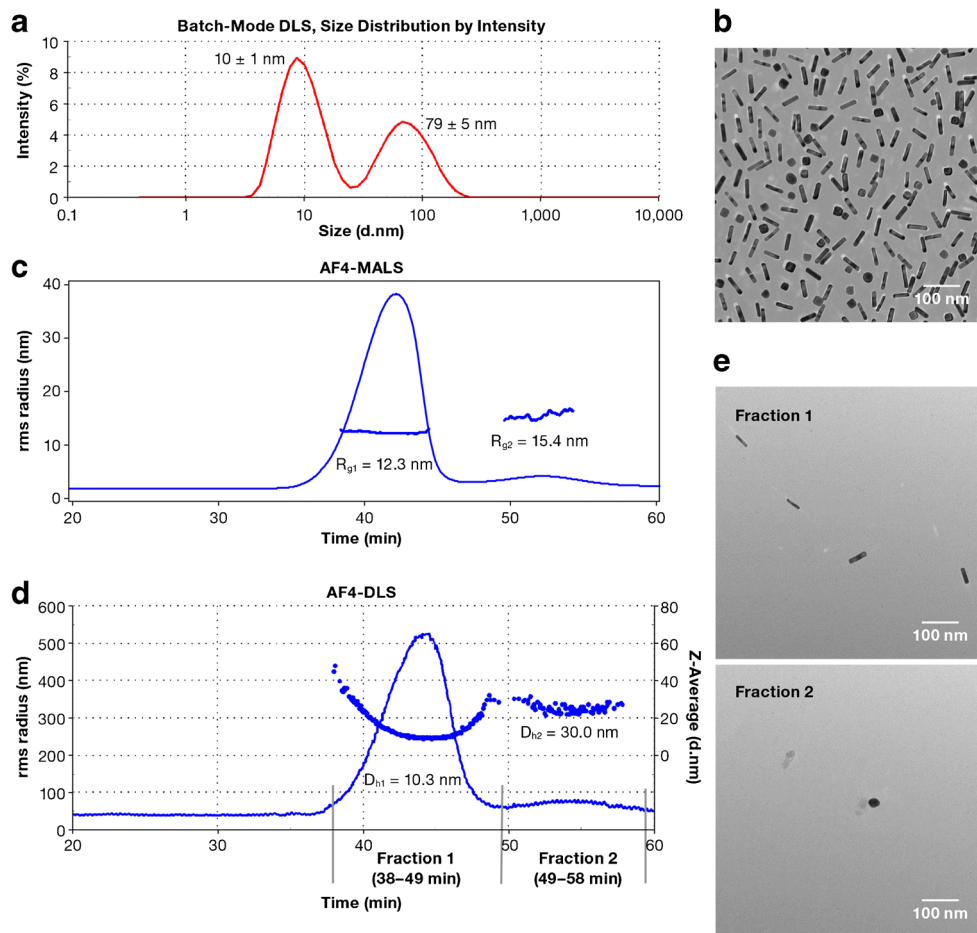 a
Batch-Mode DLS, Size Distribution by Intensity
Intensity (%)
10
8
6
4
2
0
10 ± 1 nm
79 ± 5 nm
0.1
1
10
100
1,000
10,000
Size (d.nm)
b
100 nm
c
AF4-MALS
rms radius (nm)
40
30
20
10
0
Rg1 = 12.3 nm
Rg2 = 15.4 nm
20
30
40
50
60
Time (min)
d
AF4-DLS
rms radius (nm)
600
500
400
300
200
100
0
80
60
40
20
0
Z-Average (d.nm)
Dh1 = 10.3 nm
Dh2 = 30.0 nm
20
30
40
50
60
Fraction 1
(38–49 min)
Fraction 2
(49–58 min)
Time (min)
e
Fraction 1
100 nm
Fraction 2
100 nm